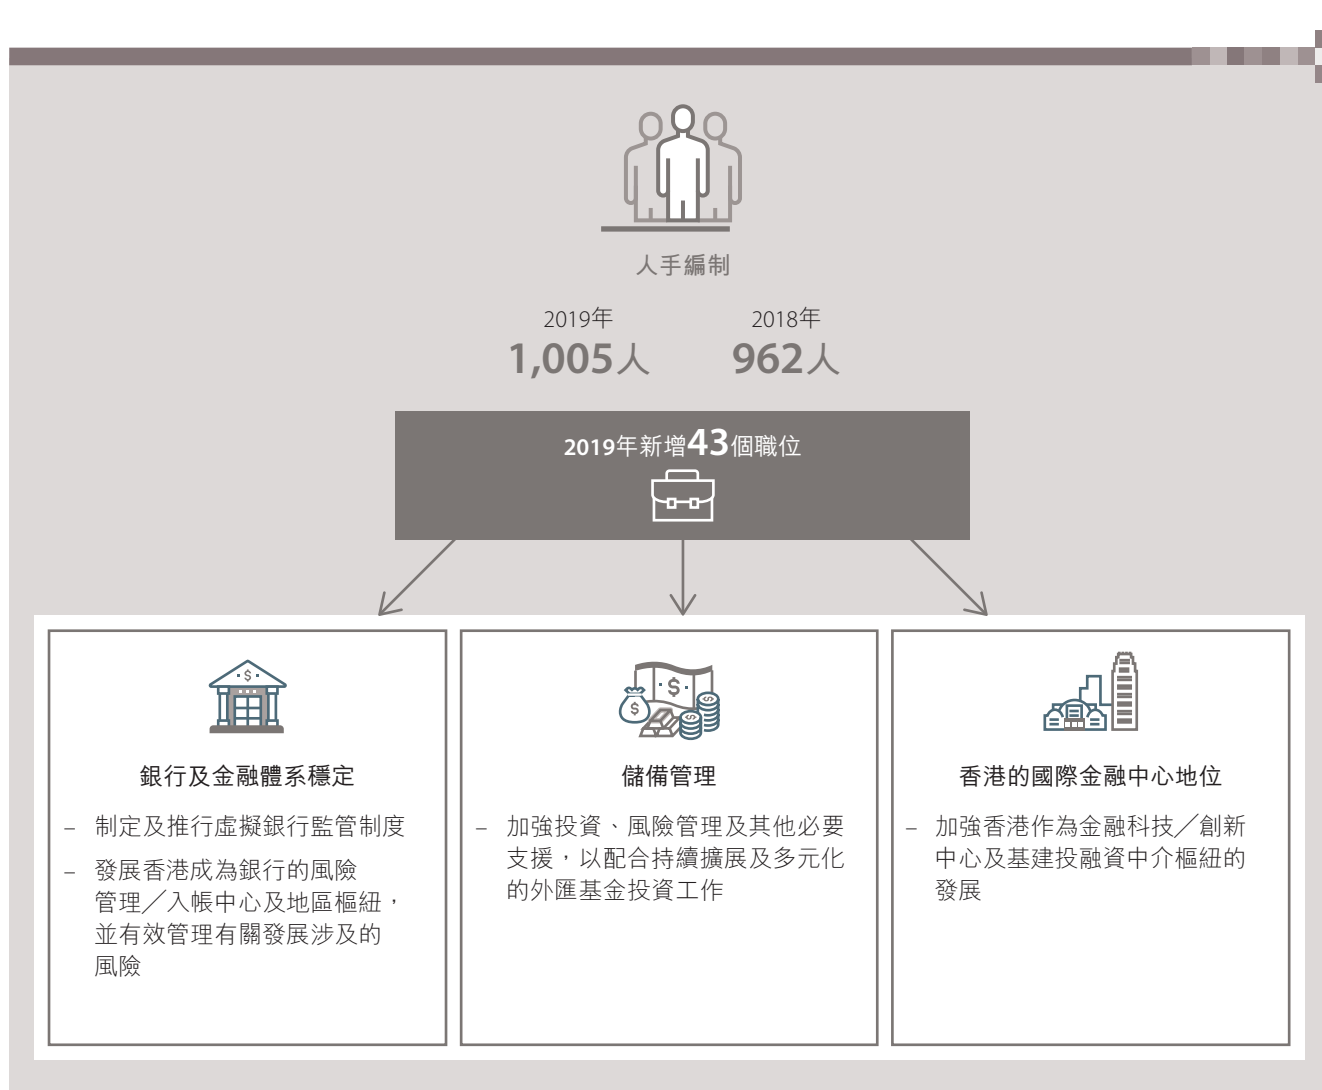 人手編制
2019年 2018年
1,005人 962人
2019年新增43個職位
銀行及金融體系穩定
– 制定及推行虛擬銀行監管制度
– 發展香港成為銀行的風險
管理／入帳中心及地區樞紐，
並有效管理有關發展涉及的
風險
儲備管理
– 加強投資、風險管理及其他必要
支援，以配合持續擴展及多元化
的外匯基金投資工作
香港的國際金融中心地位
– 加強香港作為金融科技／創新
中心及基建投融資中介樞紐的
發展